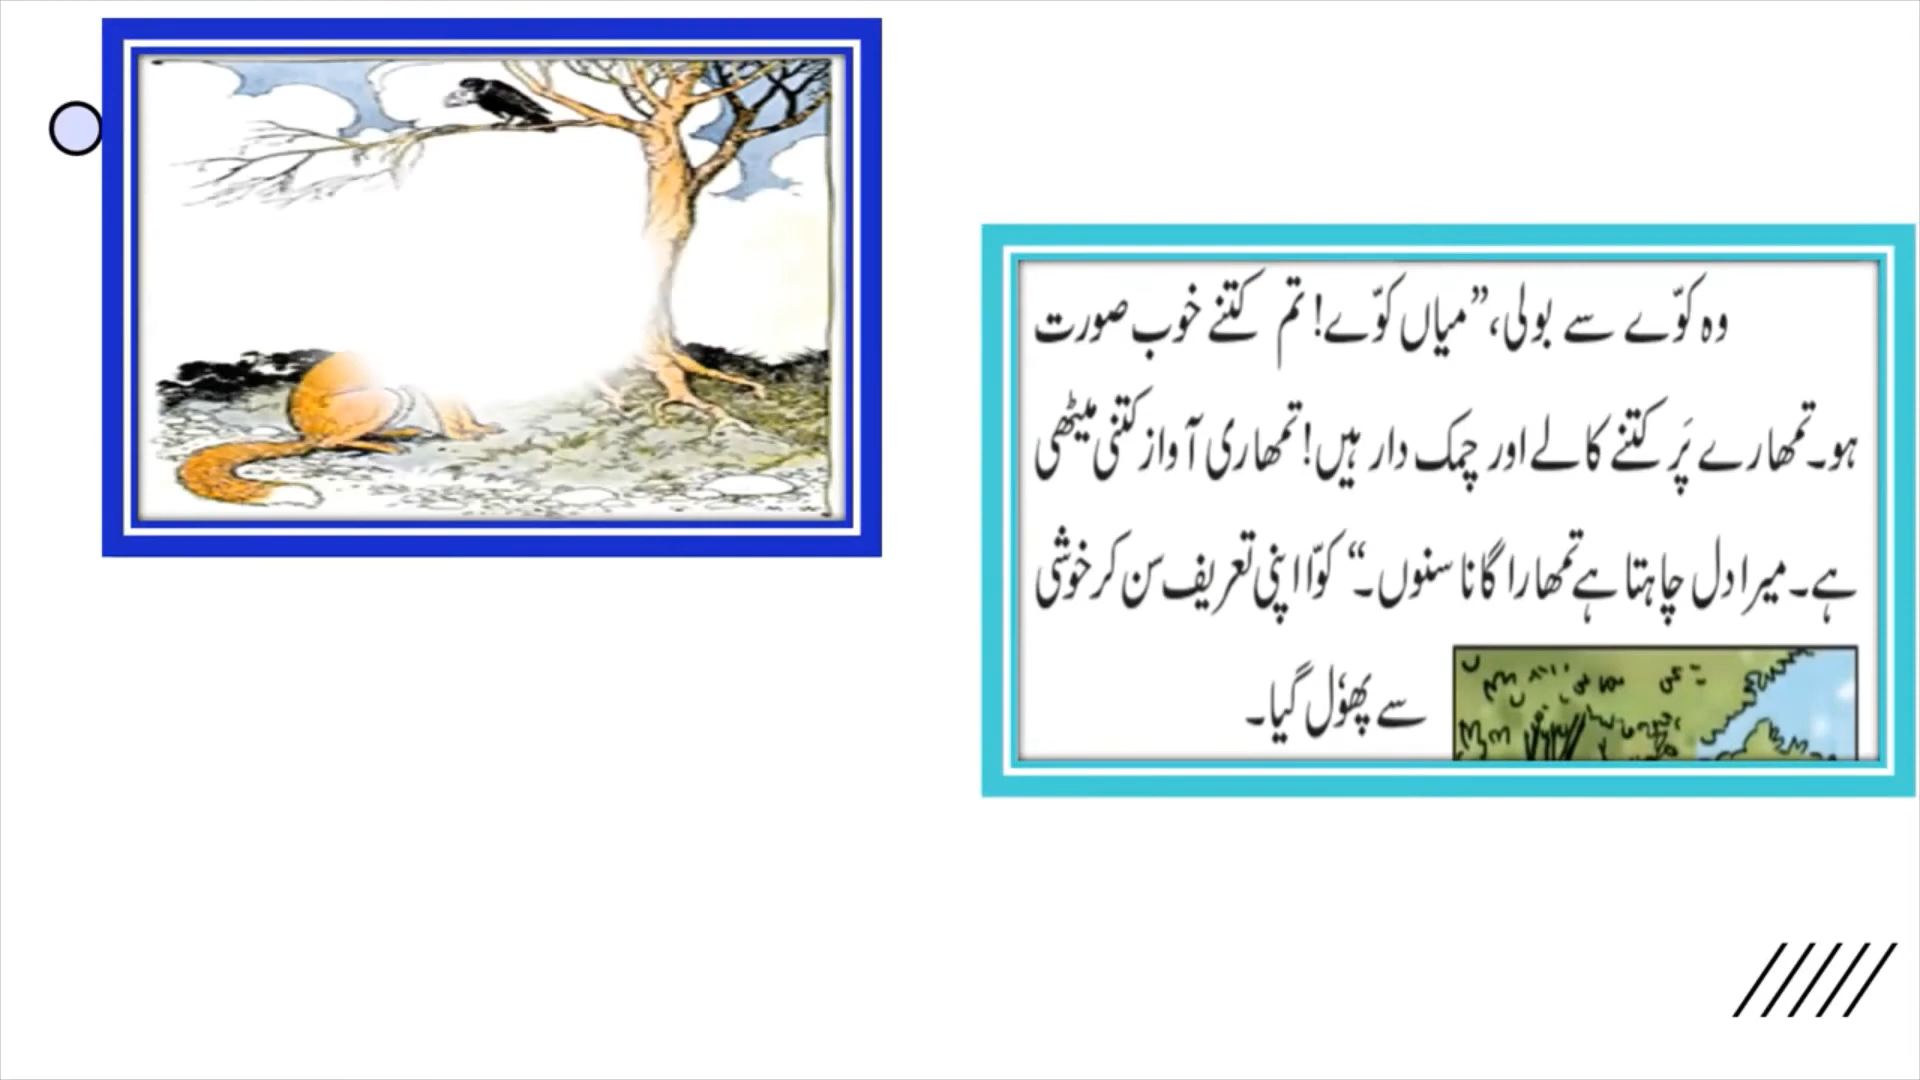 وہ کوّے سے بولی، ”میاں کوّے! تم کتنے خوب صورت
ہو۔ تمھارے پَر کتنے کالے اور چمک دار ہیں! تمھاری آواز کتنی میٹھی
ہے۔ میرا دل چاہتا ہے تمھارا گانا سنوں۔“ کوّا اپنی تعریف سن کر خوشی
سے پھوٗل گیا۔